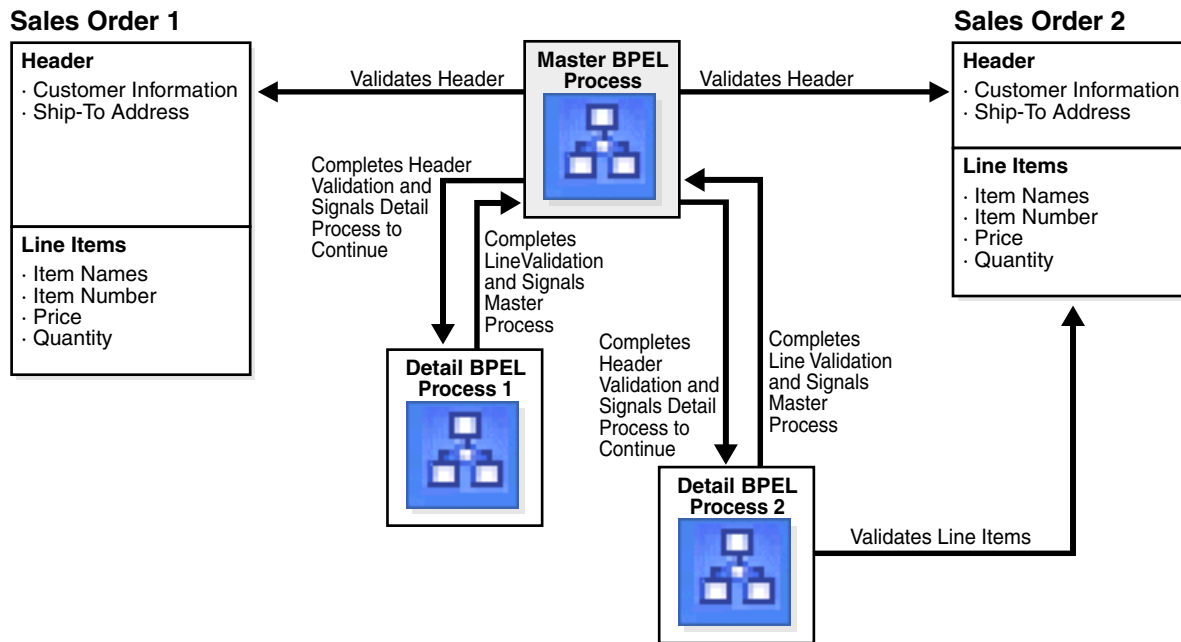 Sales Order 1
Header
· Customer Information
· Ship-To Address
Line Items
· Item Names
· Item Number
· Price
· Quantity
Validates Header
Master BPEL
Process
Validates Header
Sales Order 2
Header
· Customer Information
· Ship-To Address
Line Items
· Item Names
· Item Number
· Price
· Quantity
Completes Header
Validation and
Signals Detail
Process to
Continue
Completes
LineValidation
and Signals
Master
Process
Detail BPEL
Process 1
Completes
Header
Validation and
Signals Detail
Process to
Continue
Completes
Line Validation
and Signals
Master
Process
Detail BPEL
Process 2
Validates Line Items